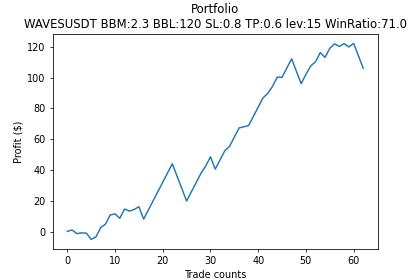 Portfolio
WAVESUSDT BBM:2.3 BBL:120 SL:0.8 TP:0.6 lev:15 WinRatio:71.0
120
100
80
60
40
20
0
Profit ($)
0 10 20 30 40 50 60
Trade counts